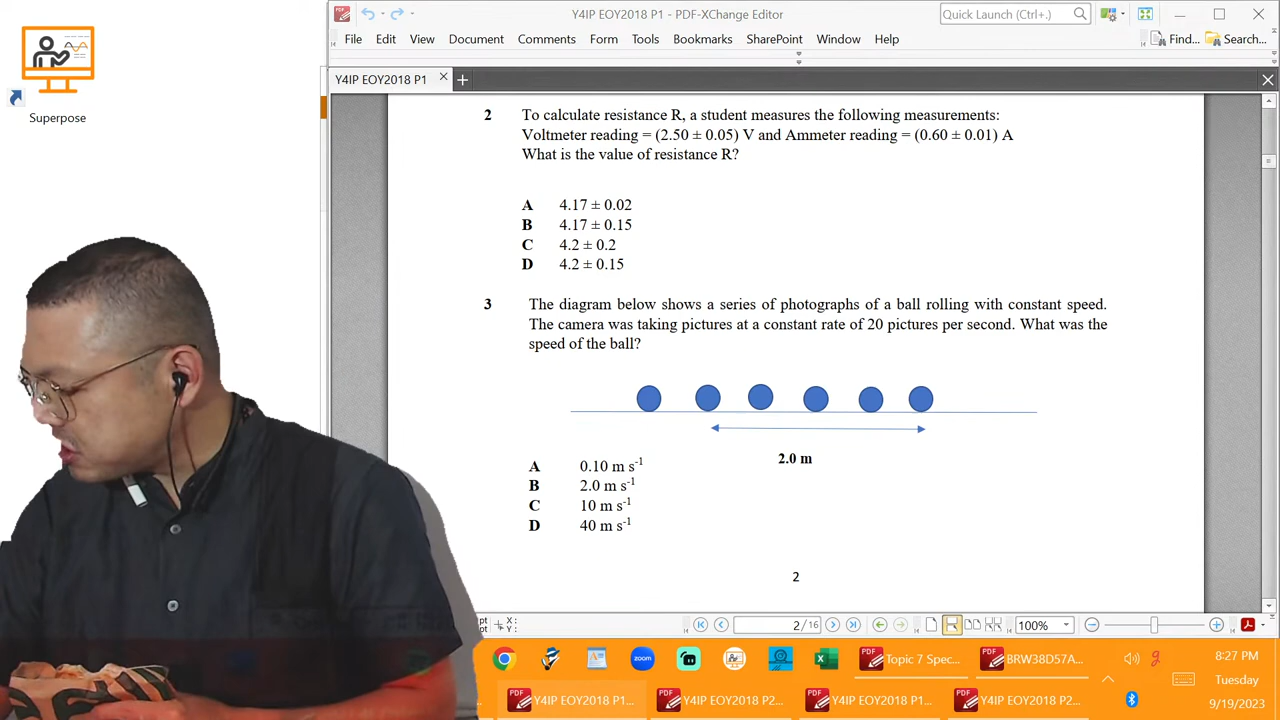 Superpose
Y4IP EOY2018 P1 - PDF-XChange Editor
Quick Launch (Ctrl+.)
File Edit View Document Comments Form Tools Bookmarks SharePoint Window Help
Find... Search...
Y4IP EOY2018 P1
2 To calculate resistance R, a student measures the following measurements:
Voltmeter reading = (2.50 ± 0.05) V and Ammeter reading = (0.60 ± 0.01) A
What is the value of resistance R?
A 4.17 ± 0.02
B 4.17 ± 0.15
C 4.2 ± 0.2
D 4.2 ± 0.15
3 The diagram below shows a series of photographs of a ball rolling with constant speed.
The camera was taking pictures at a constant rate of 20 pictures per second. What was the
speed of the ball?
2.0 m
A 0.10 m s⁻¹
B 2.0 m s⁻¹
C 10 m s⁻¹
D 40 m s⁻¹
2
pt X:
pt Y:
2 / 16
100%
zoom
Topic 7 Spec...
BRW38D57A...
8:27 PM
Tuesday
9/19/2023
Y4IP EOY2018 P1...
Y4IP EOY2018 P2...
Y4IP EOY2018 P1...
Y4IP EOY2018 P2...